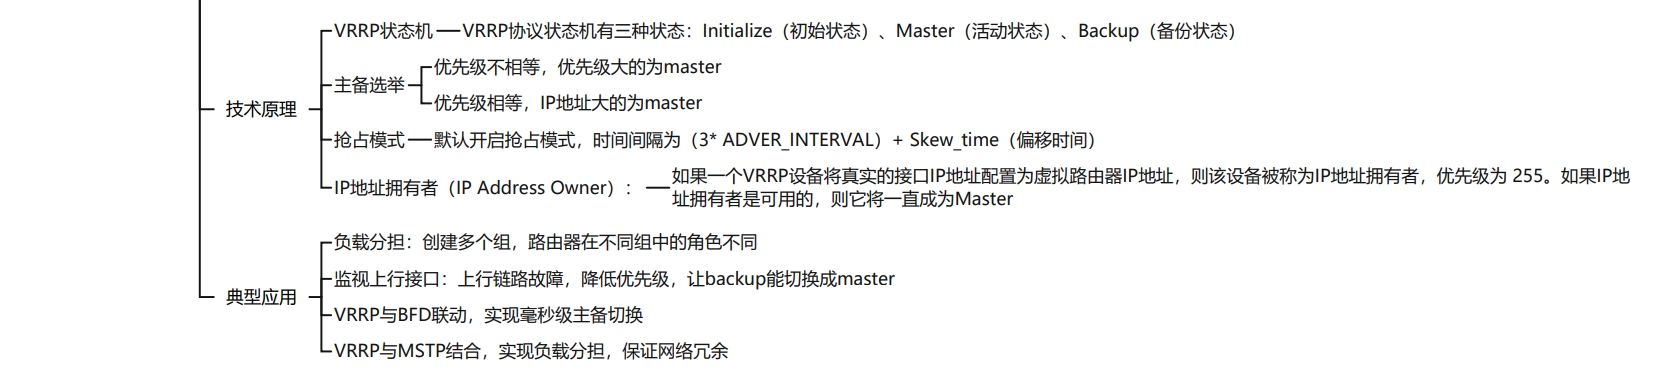 VRRP状态机
VRRP协议状态机有三种状态：Initialize（初始状态）、Master（活动状态）、Backup（备份状态）
优先级不相等，优先级大的为master
主备选举
优先级相等，IP地址大的为master
技术原理
抢占模式
默认开启抢占模式，时间间隔为（3* ADVER_INTERVAL）+ Skew_time（偏移时间）
IP地址拥有者（IP Address Owner）：
如果一个VRRP设备将真实的接口IP地址配置为虚拟路由器IP地址，则该设备被称为IP地址拥有者，优先级为 255。如果IP地
址拥有者是可用的，则它将一直成为Master
负载分担：创建多个组，路由器在不同组中的角色不同
监视上行接口：上行链路故障，降低优先级，让backup能切换成master
典型应用
VRRP与BFD联动，实现毫秒级主备切换
VRRP与MSTP结合，实现负载分担，保证网络冗余